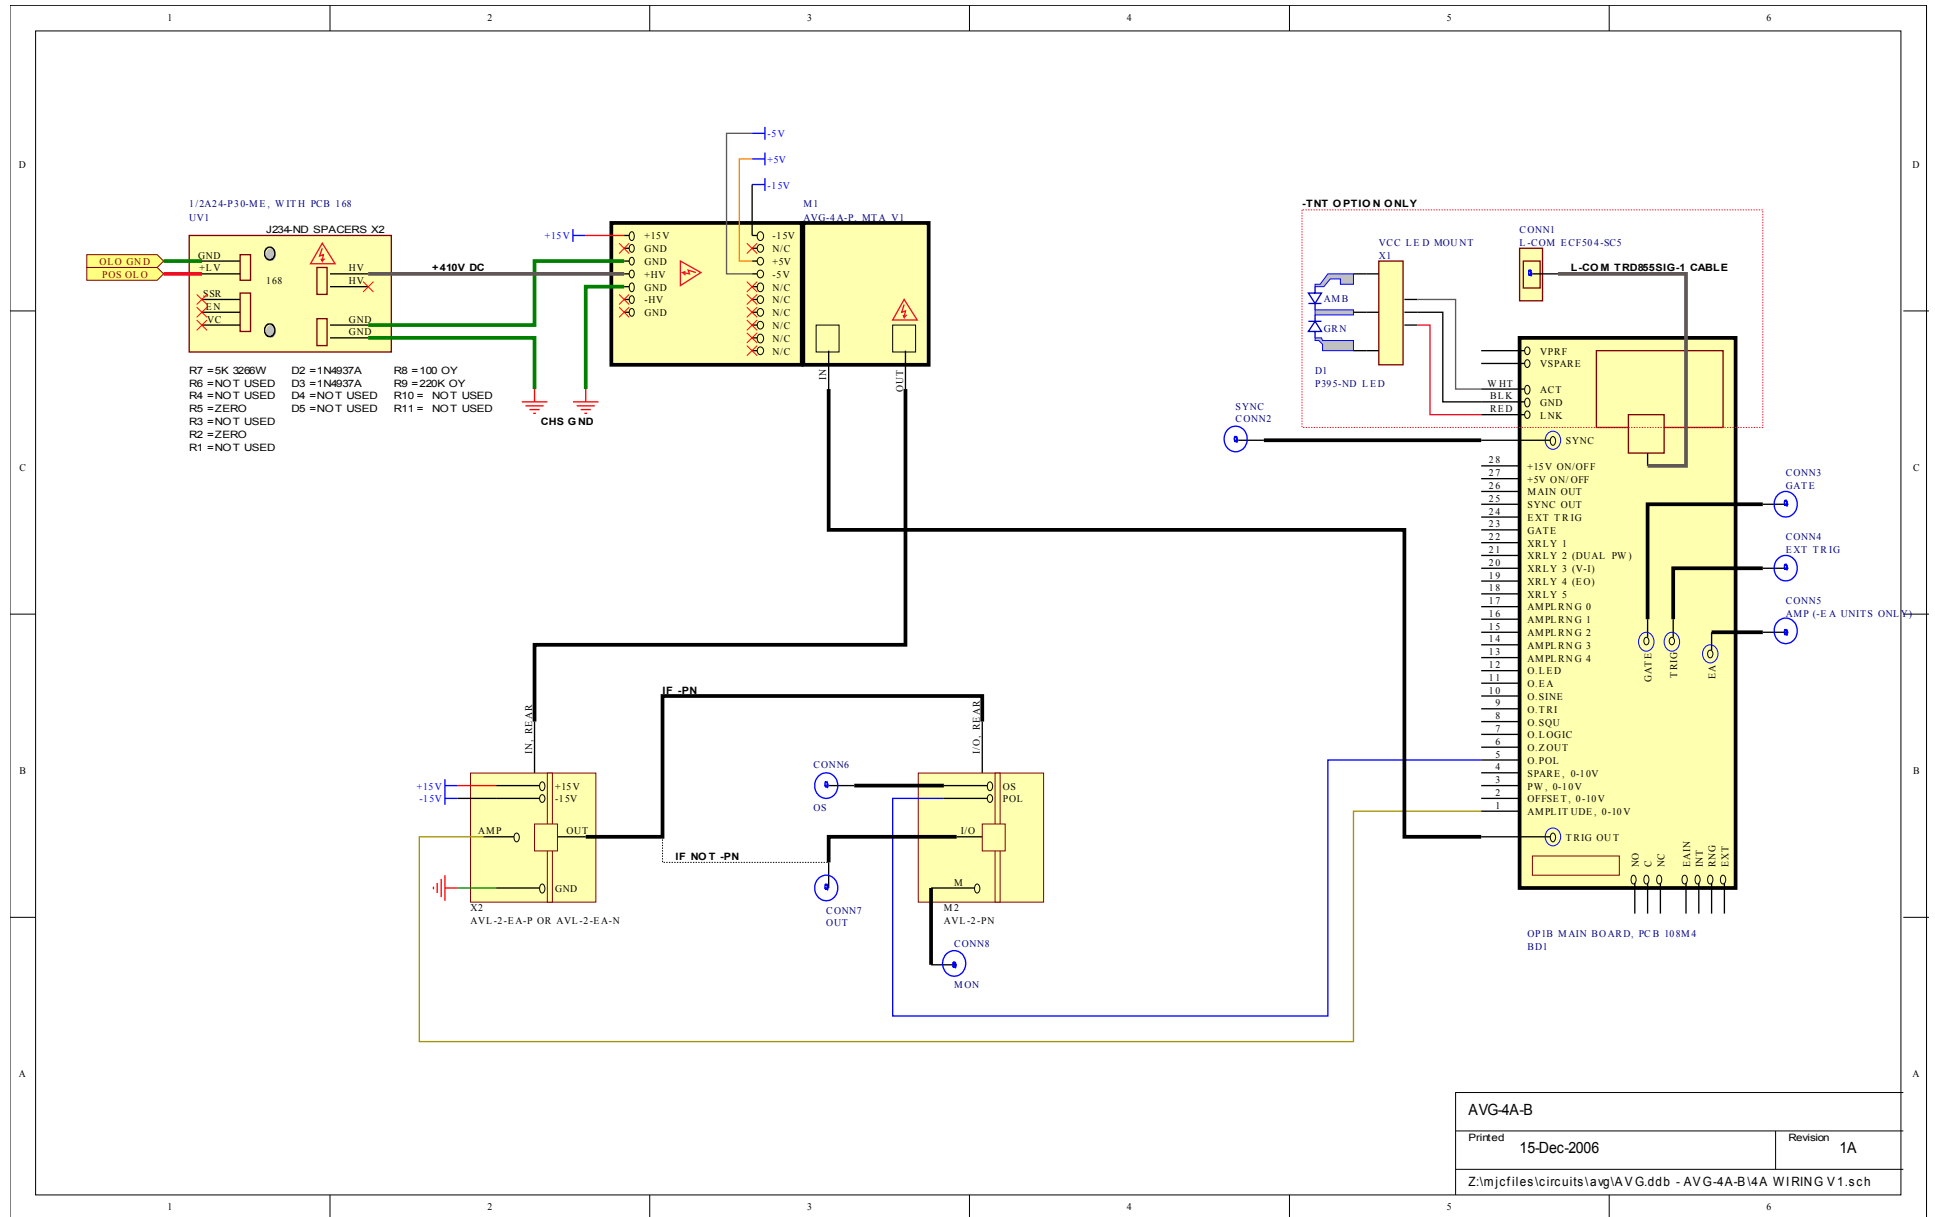 1 2 3 4 5 6
D D
C C
B B
A A
1 2 3 4 5 6
1/2A24-P30-ME, WITH PCB 168
UV1
J234-ND SPACERS X2
OLO GND
POS OLO
GND
+LV
168
SSR
EN
VC
HV
HV
GND
GND
+410V DC
R7 =5K 3266W
R6 =NOT USED
R4 =NOT USED
R5 =ZERO
R3 =NOT USED
R2 =ZERO
R1 =NOT USED
D2 =1N4937A
D3 =1N4937A
D4 =NOT USED
D5 =NOT USED
R8 =100 OY
R9 =220K OY
R10 = NOT USED
R11 = NOT USED
CHS GND
-5V
+5V
-15V
M1
AVG-4A-P, MTA V1
+15V
+15V
GND
GND
+HV
GND
-HV
GND
-15V
N/C
+5V
-5V
N/C
N/C
N/C
N/C
N/C
N/C
IN
OUT
-TNT OPTION ONLY
VCC LED MOUNT
X1
AMB
GRN
D1
P395-ND LED
CONN1
L-COM ECF504-SC5
L-COM TRD855SIG-1 CABLE
SYNC
CONN2
WHT
BLK
RED
VPRF
VSPARE
ACT
GND
LNK
SYNC
28 +15V ON/OFF
27 +5V ON/OFF
26 MAIN OUT
25 SYNC OUT
24 EXT TRIG
23 GATE
22 XRLY 1
21 XRLY 2 (DUAL PW)
20 XRLY 3 (V-I)
19 XRLY 4 (EO)
18 XRLY 5
17 AMPLRNG 0
16 AMPLRNG 1
15 AMPLRNG 2
14 AMPLRNG 3
13 AMPLRNG 4
12 O.LED
11 O.EA
10 O.SINE
9 O.TRI
8 O.SQU
7 O.LOGIC
6 O.ZOUT
5 O.POL
4 SPARE, 0-10V
3 PW, 0-10V
2 OFFSET, 0-10V
1 AMPLITUDE, 0-10V
TRIG OUT
GATE
TRIG
EA
NO
C
NC
EAIN
INT
RNG
EXT
CONN3
GATE
CONN4
EXT TRIG
CONN5
AMP (-EA UNITS ONLY)
OP1B MAIN BOARD, PCB 108M4
BD1
IN, REAR
+15V
-15V
+15V
-15V
AMP
OUT
GND
X2
AVL-2-EA-P OR AVL-2-EA-N
IF -PN
IF NOT -PN
I/O, REAR
CONN6
OS
OS
POL
I/O
M
CONN7
OUT
M2
AVL-2-PN
CONN8
MON
AVG-4A-B
Printed 15-Dec-2006
Revision 1A
Z:\mjcfiles\circuits\avg\AVG.ddb - AVG-4A-B\4A WIRING V1.sch